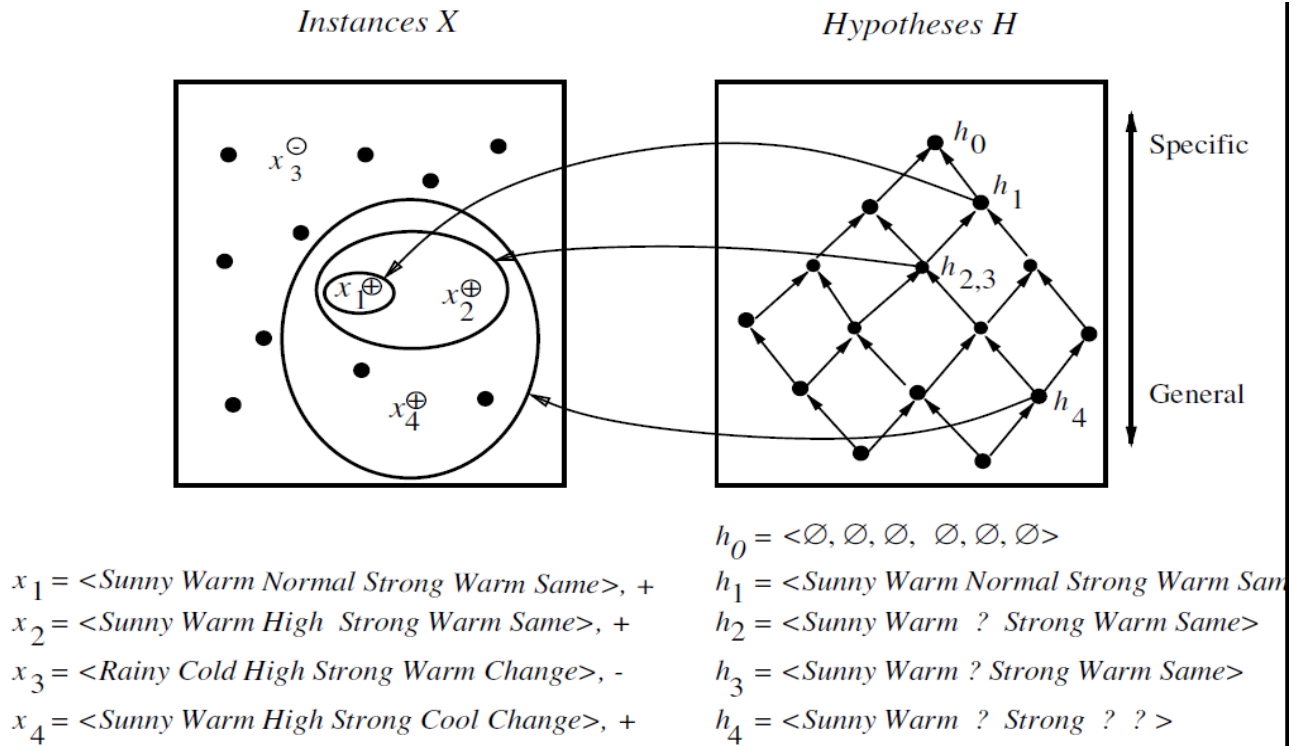 Instances X
Hypotheses H
x3 ⊖
h0
Specific
h1
x1 ⊕
x2 ⊕
h2,3
x4 ⊕
h4
General
h0 = <∅, ∅, ∅, ∅, ∅, ∅>
x1 = <Sunny Warm Normal Strong Warm Same>, +
h1 = <Sunny Warm Normal Strong Warm Sam
x2 = <Sunny Warm High Strong Warm Same>, +
h2 = <Sunny Warm ? Strong Warm Same>
x3 = <Rainy Cold High Strong Warm Change>, -
h3 = <Sunny Warm ? Strong Warm Same>
x4 = <Sunny Warm High Strong Cool Change>, +
h4 = <Sunny Warm ? Strong ? ? >